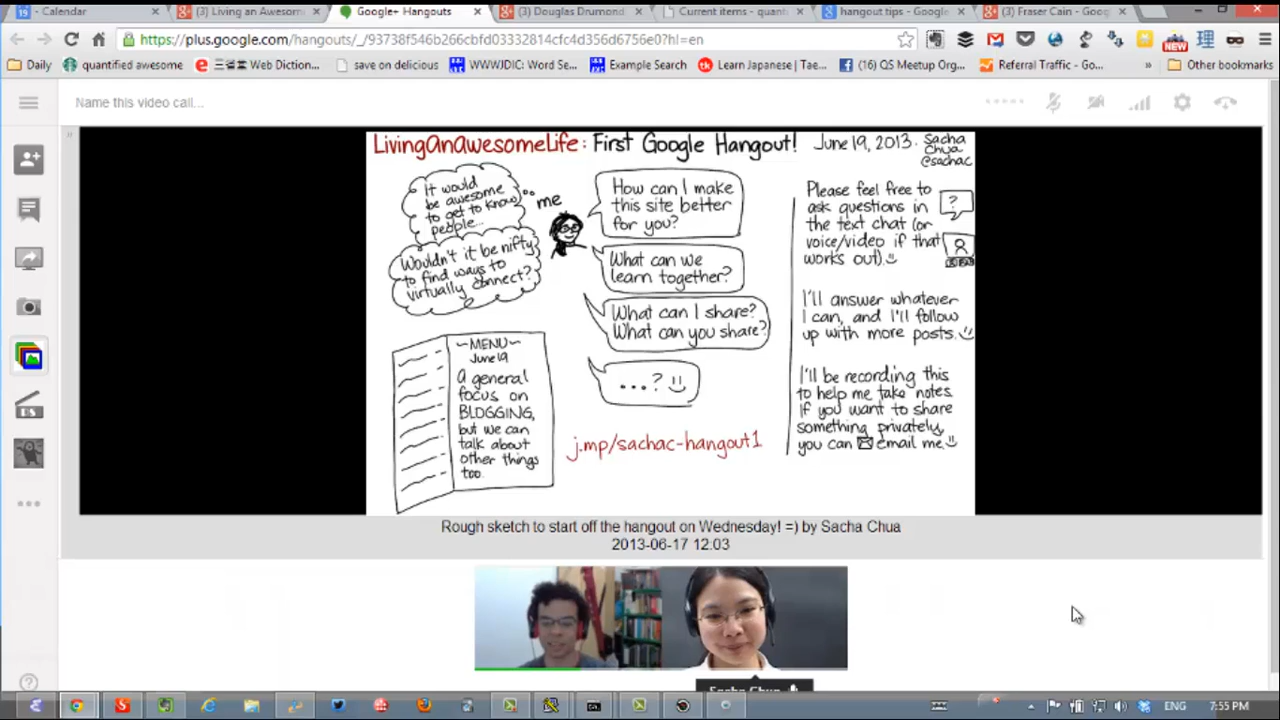 (3) Living an Awesom
Calendar
Google+ Hangouts
(3) Douglas Drumond
Current items - quant
hangout tips - Google
(3) Fraser Cain - Goog
https://plus.google.com/hangouts/_/93738f546b266cbfd03332814cfc4d356d6756e0?hl=en
NEW
理
Daily
quantified awesome
三省堂 Web Diction...
save on delicious
WWWJDIC: Word Se...
Example Search
Learn Japanese | Tae...
(16) QS Meetup Org...
Referral Traffic - Go...
»
Other bookmarks
Name this video call...
LivingAnAwesomeLife: First Google Hangout!
June 19, 2013.
Sacha
Chua
@sachac
It would
be awesome
to get to know
people...
me
Wouldn't it be nifty
to find ways to
virtually connect?
How can I make
this site better
for you?
What can we
learn together?
What can I share?
What can you share?
...?
~MENU~
June 19
A general
focus on
BLOGGING,
but we can
talk about
other things
too.
j.mp/sachac-hangout1
Please feel free to
ask questions in
the text chat (or
voice/video if that
works out).
?
I'll answer whatever
I can, and I'll follow
up with more posts.
I'll be recording this
to help me take notes.
If you want to share
something privately,
you can email me.
Rough sketch to start off the hangout on Wednesday! =) by Sacha Chua
2013-06-17 12:03
Sacha Chua
ENG
7:55 PM